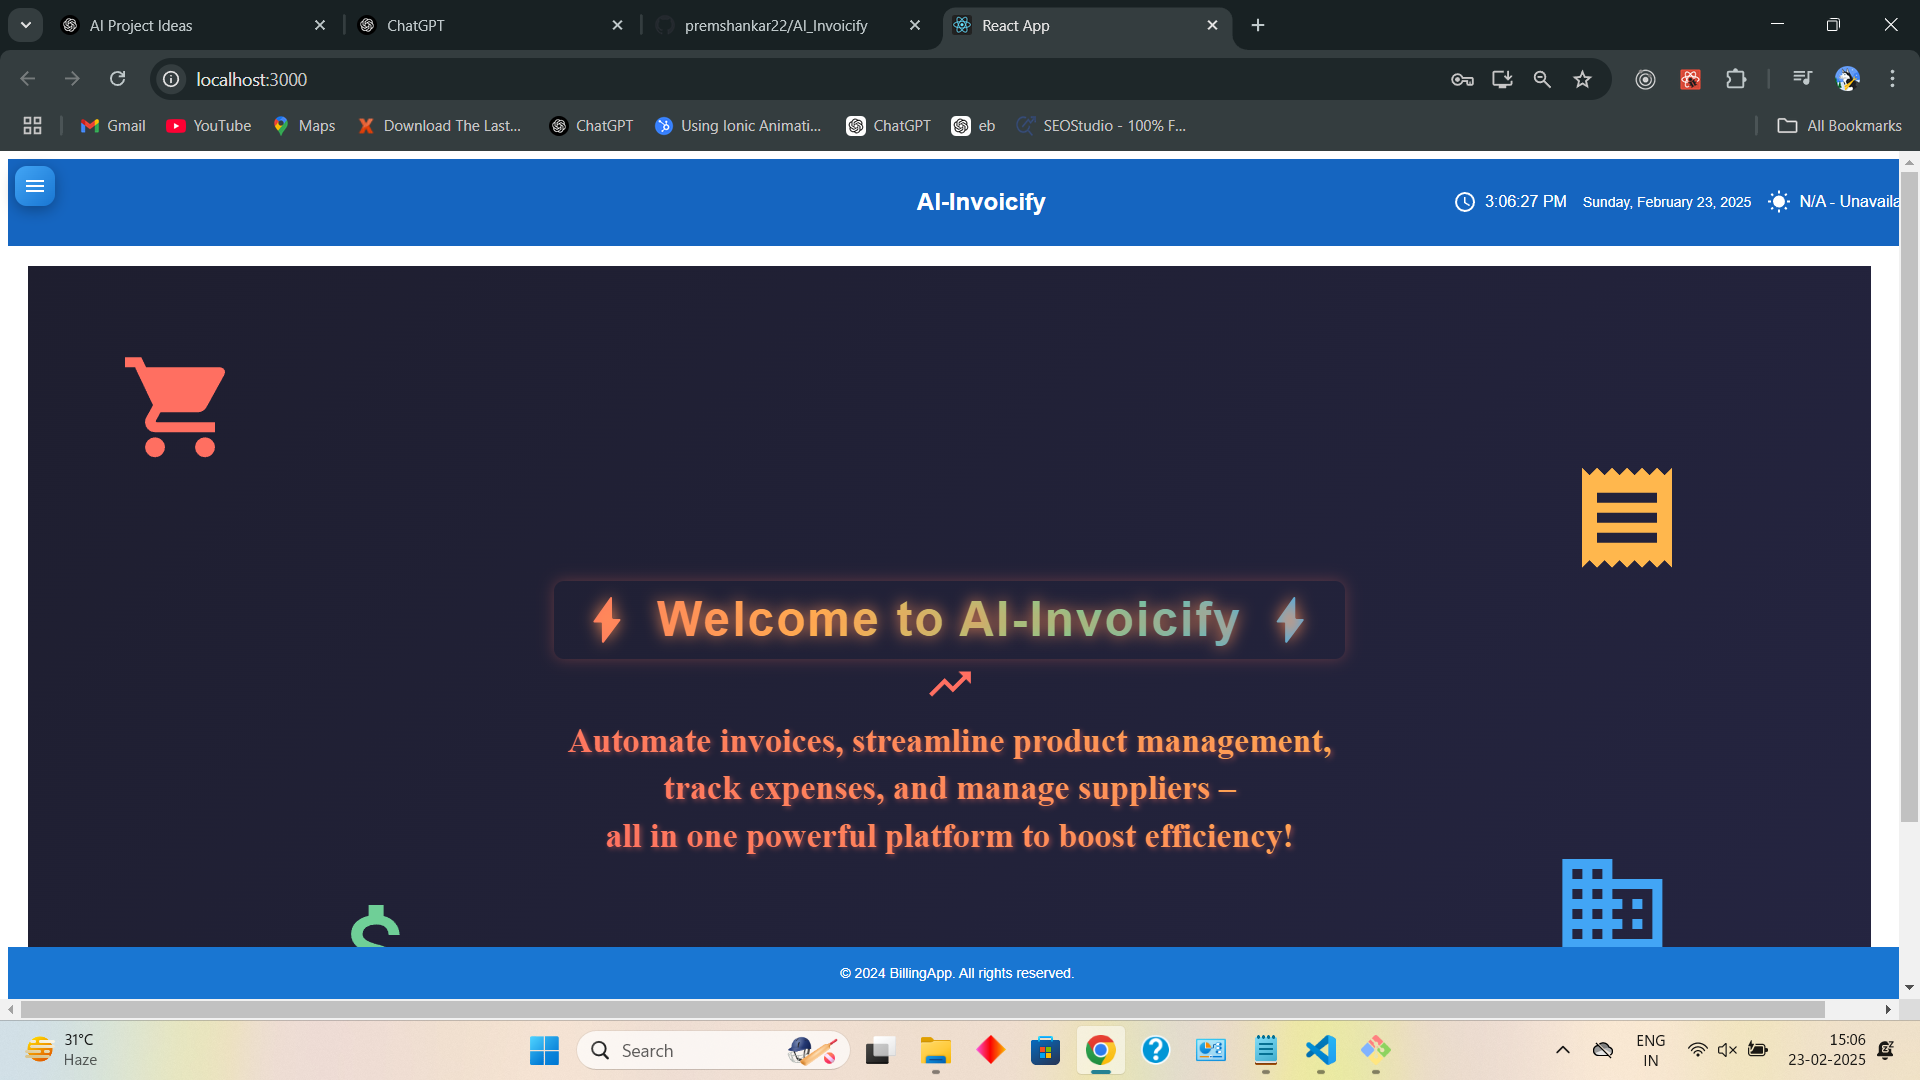 AI Project Ideas
ChatGPT
premshankar22/AI_Invoicify
React App
localhost:3000
Gmail
YouTube
Maps
Download The Last...
ChatGPT
Using Ionic Animati...
ChatGPT
eb
SEOStudio - 100% F...
All Bookmarks
AI-Invoicify
3:06:27 PM
Sunday, February 23, 2025
N/A - Unavaila
Welcome to AI-Invoicify
Automate invoices, streamline product management,
track expenses, and manage suppliers –
all in one powerful platform to boost efficiency!
© 2024 BillingApp. All rights reserved.
31°C
Haze
Search
ENG
IN
15:06
23-02-2025